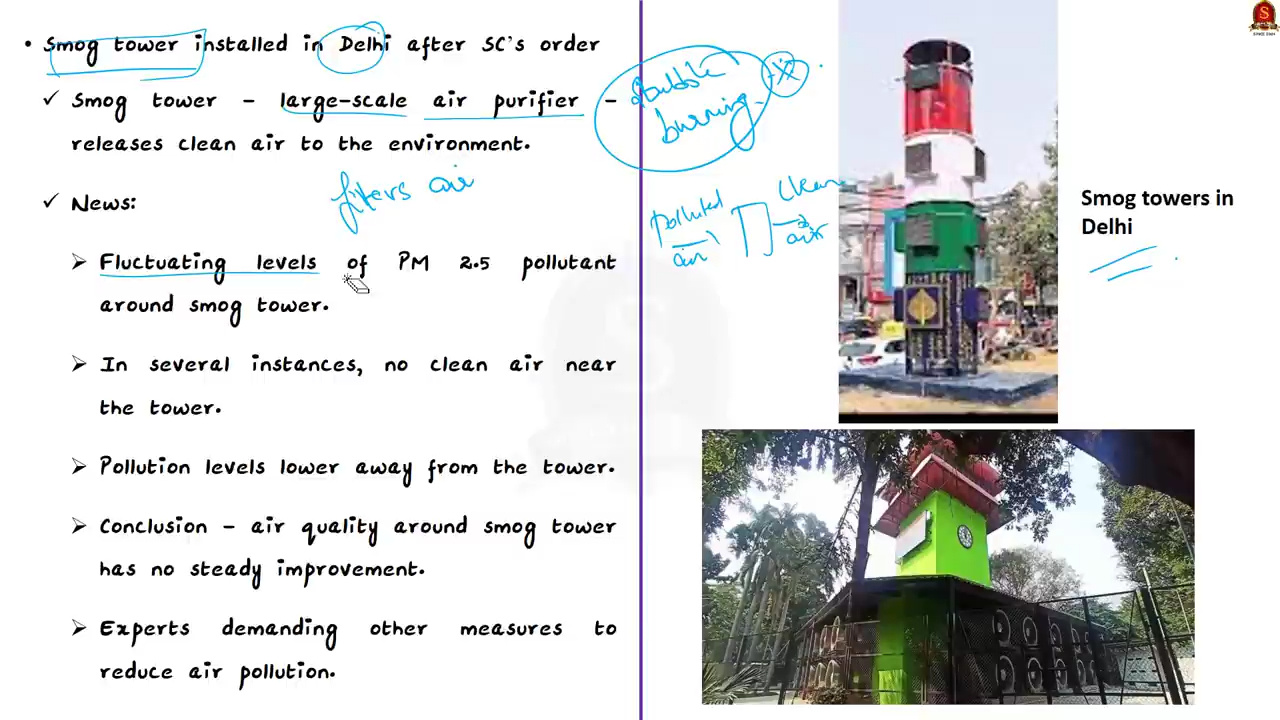 • Smog tower installed in Delhi after SC's order
✓ Smog tower - large-scale air purifier -
releases clean air to the environment.
filters air
✓ News:
➢ Fluctuating levels of PM 2.5 pollutant
around smog tower.
➢ In several instances, no clean air near
the tower.
➢ Pollution levels lower away from the tower.
➢ Conclusion - air quality around smog tower
has no steady improvement.
➢ Experts demanding other measures to
reduce air pollution.
stubble
burning.
Polluted
air
clean
air
Smog towers in
Delhi